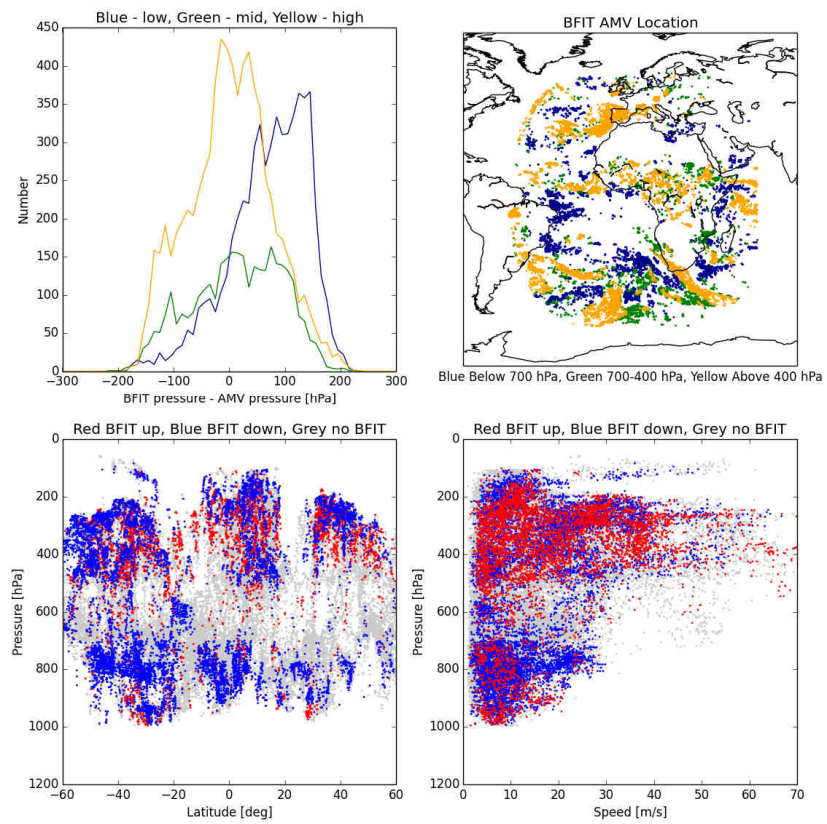 Blue - low, Green - mid, Yellow - high
450
400
350
300
250
200
150
100
50
0
Number
−300 −200 −100 0 100 200 300
BFIT pressure - AMV pressure [hPa]
BFIT AMV Location
Blue Below 700 hPa, Green 700-400 hPa, Yellow Above 400 hPa
Red BFIT up, Blue BFIT down, Grey no BFIT
0
200
400
600
800
1000
1200
Pressure [hPa]
−60 −40 −20 0 20 40 60
Latitude [deg]
Red BFIT up, Blue BFIT down, Grey no BFIT
0
200
400
600
800
1000
1200
Pressure [hPa]
0 10 20 30 40 50 60 70
Speed [m/s]